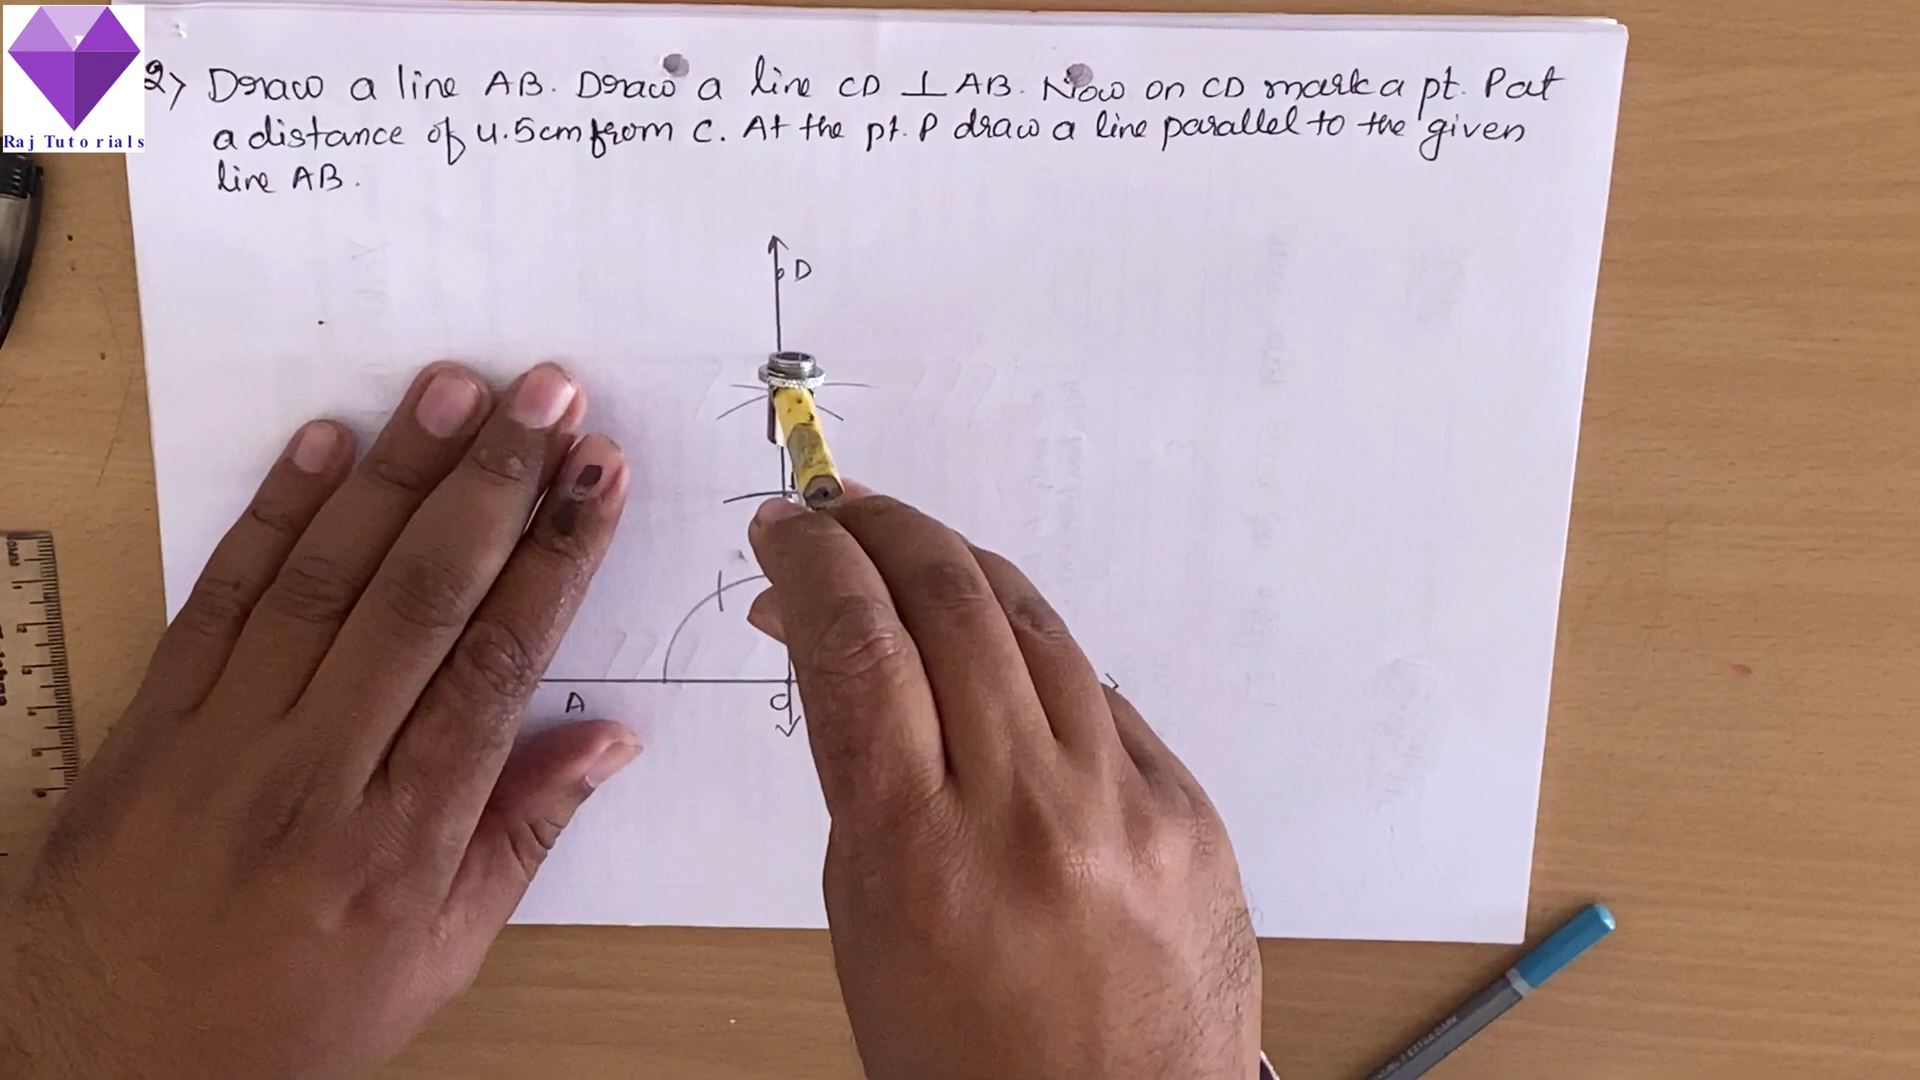 2) Draw a line AB. Draw a line CD ⊥ AB. Now on CD mark a pt. P at
a distance of 4.5cm from C. At the pt. P draw a line parallel to the given
line AB.
Raj Tutorials
D
A
C